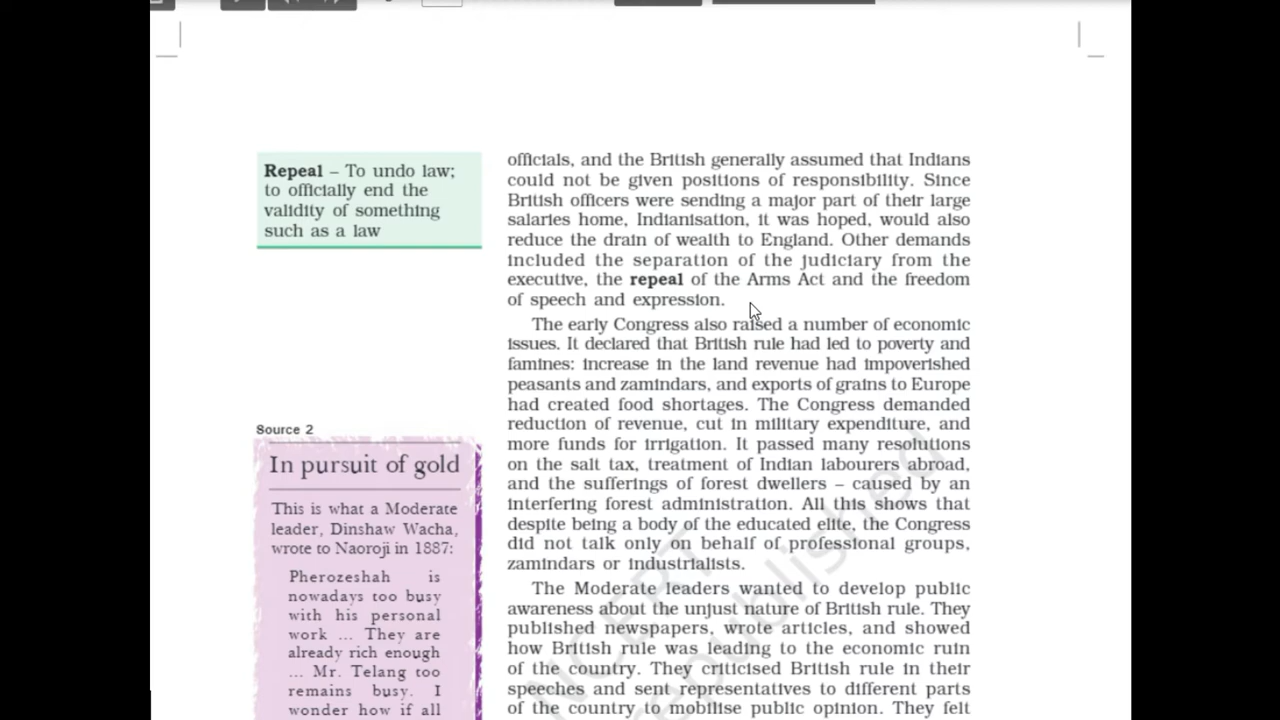 Repeal – To undo law;
to officially end the
validity of something
such as a law
Source 2
In pursuit of gold
This is what a Moderate
leader, Dinshaw Wacha,
wrote to Naoroji in 1887:
Pherozeshah is
nowadays too busy
with his personal
work ... They are
already rich enough
... Mr. Telang too
remains busy. I
wonder how if all
officials, and the British generally assumed that Indians
could not be given positions of responsibility. Since
British officers were sending a major part of their large
salaries home, Indianisation, it was hoped, would also
reduce the drain of wealth to England. Other demands
included the separation of the judiciary from the
executive, the repeal of the Arms Act and the freedom
of speech and expression.
The early Congress also raised a number of economic
issues. It declared that British rule had led to poverty and
famines: increase in the land revenue had impoverished
peasants and zamindars, and exports of grains to Europe
had created food shortages. The Congress demanded
reduction of revenue, cut in military expenditure, and
more funds for irrigation. It passed many resolutions
on the salt tax, treatment of Indian labourers abroad,
and the sufferings of forest dwellers – caused by an
interfering forest administration. All this shows that
despite being a body of the educated elite, the Congress
did not talk only on behalf of professional groups,
zamindars or industrialists.
The Moderate leaders wanted to develop public
awareness about the unjust nature of British rule. They
published newspapers, wrote articles, and showed
how British rule was leading to the economic ruin
of the country. They criticised British rule in their
speeches and sent representatives to different parts
of the country to mobilise public opinion. They felt
NCERT
republished